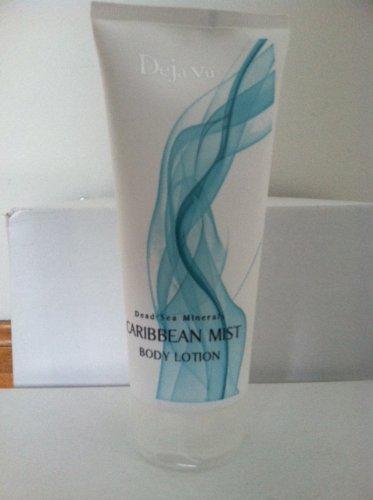 Deja Vu
Dead Sea Minerals
CARIBBEAN MIST
BODY LOTION